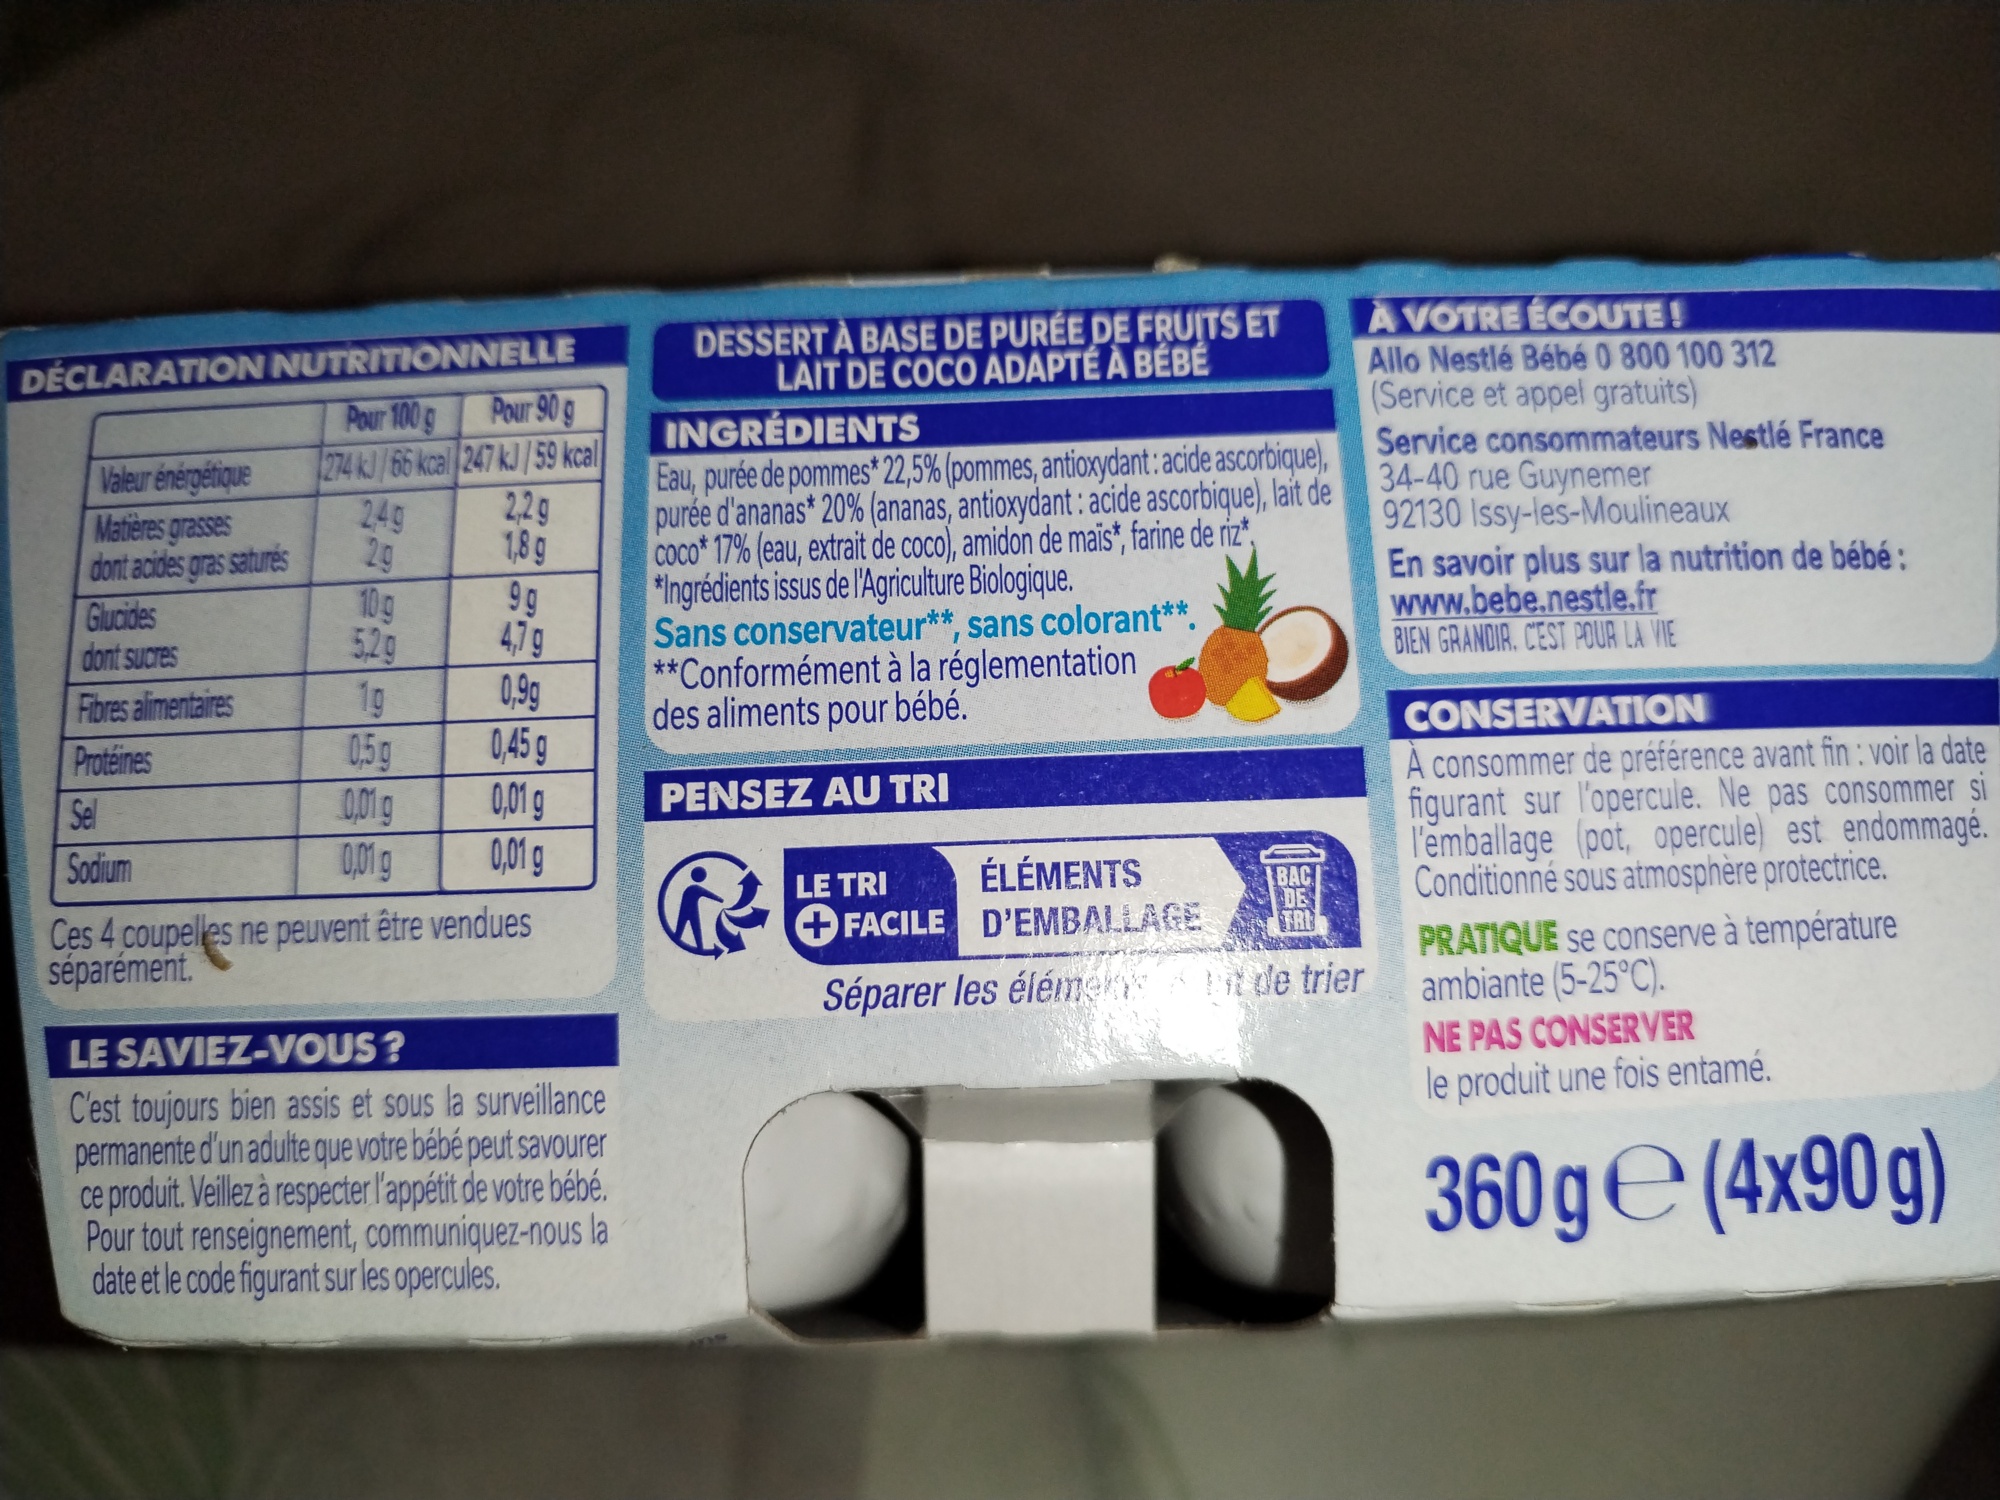 DÉCLARATION NUTRITIONNELLE
Pour 100 g Pour 90 g
Valeur énérgétique 274 kJ / 66 kcal 247 kJ / 59 kcal
Matières grasses 2,4 g 2,2 g
dont acides gras saturés 2 g 1,8 g
Glucides 10 g 9 g
dont sucres 5,2 g 4,7 g
Fibres alimentaires 1 g 0,9g
Protéines 0,5 g 0,45 g
Sel 0,01 g 0,01 g
Sodium 0,01 g 0,01 g
Ces 4 coupelles ne peuvent être vendues
séparément.
LE SAVIEZ-VOUS ?
C'est toujours bien assis et sous la surveillance
permanente d'un adulte que votre bébé peut savourer
ce produit. Veillez à respecter l'appétit de votre bébé.
Pour tout renseignement, communiquez-nous la
date et le code figurant sur les opercules.
DESSERT À BASE DE PURÉE DE FRUITS ET
LAIT DE COCO ADAPTÉ À BÉBÉ
INGRÉDIENTS
Eau, purée de pommes* 22,5% (pommes, antioxydant : acide ascorbique),
purée d'ananas* 20% (ananas, antioxydant : acide ascorbique), lait de
coco* 17% (eau, extrait de coco), amidon de maïs*, farine de riz*.
*Ingrédients issus de l'Agriculture Biologique.
Sans conservateur**, sans colorant**.
**Conformément à la réglementation
des aliments pour bébé.
PENSEZ AU TRI
LE TRI
+ FACILE
ÉLÉMENTS
D'EMBALLAGE
BAC
DE
TRI
Séparer les de trier
À VOTRE ÉCOUTE !
Allo Nestlé Bébé 0 800 100 312
(Service et appel gratuits)
Service consommateurs Nestlé France
34-40 rue Guynemer
92130 Issy-les-Moulineaux
En savoir plus sur la nutrition de bébé :
www.bebe.nestle.fr
BIEN GRANDIR. C'EST POUR LA VIE
CONSERVATION
À consommer de préférence avant fin : voir la date
figurant sur l'opercule. Ne pas consommer si
l'emballage (pot, opercule) est endommagé.
Conditionné sous atmosphère protectrice.
PRATIQUE se conserve à température
ambiante (5-25°C).
NE PAS CONSERVER
le produit une fois entamé.
360 g e (4x90 g)